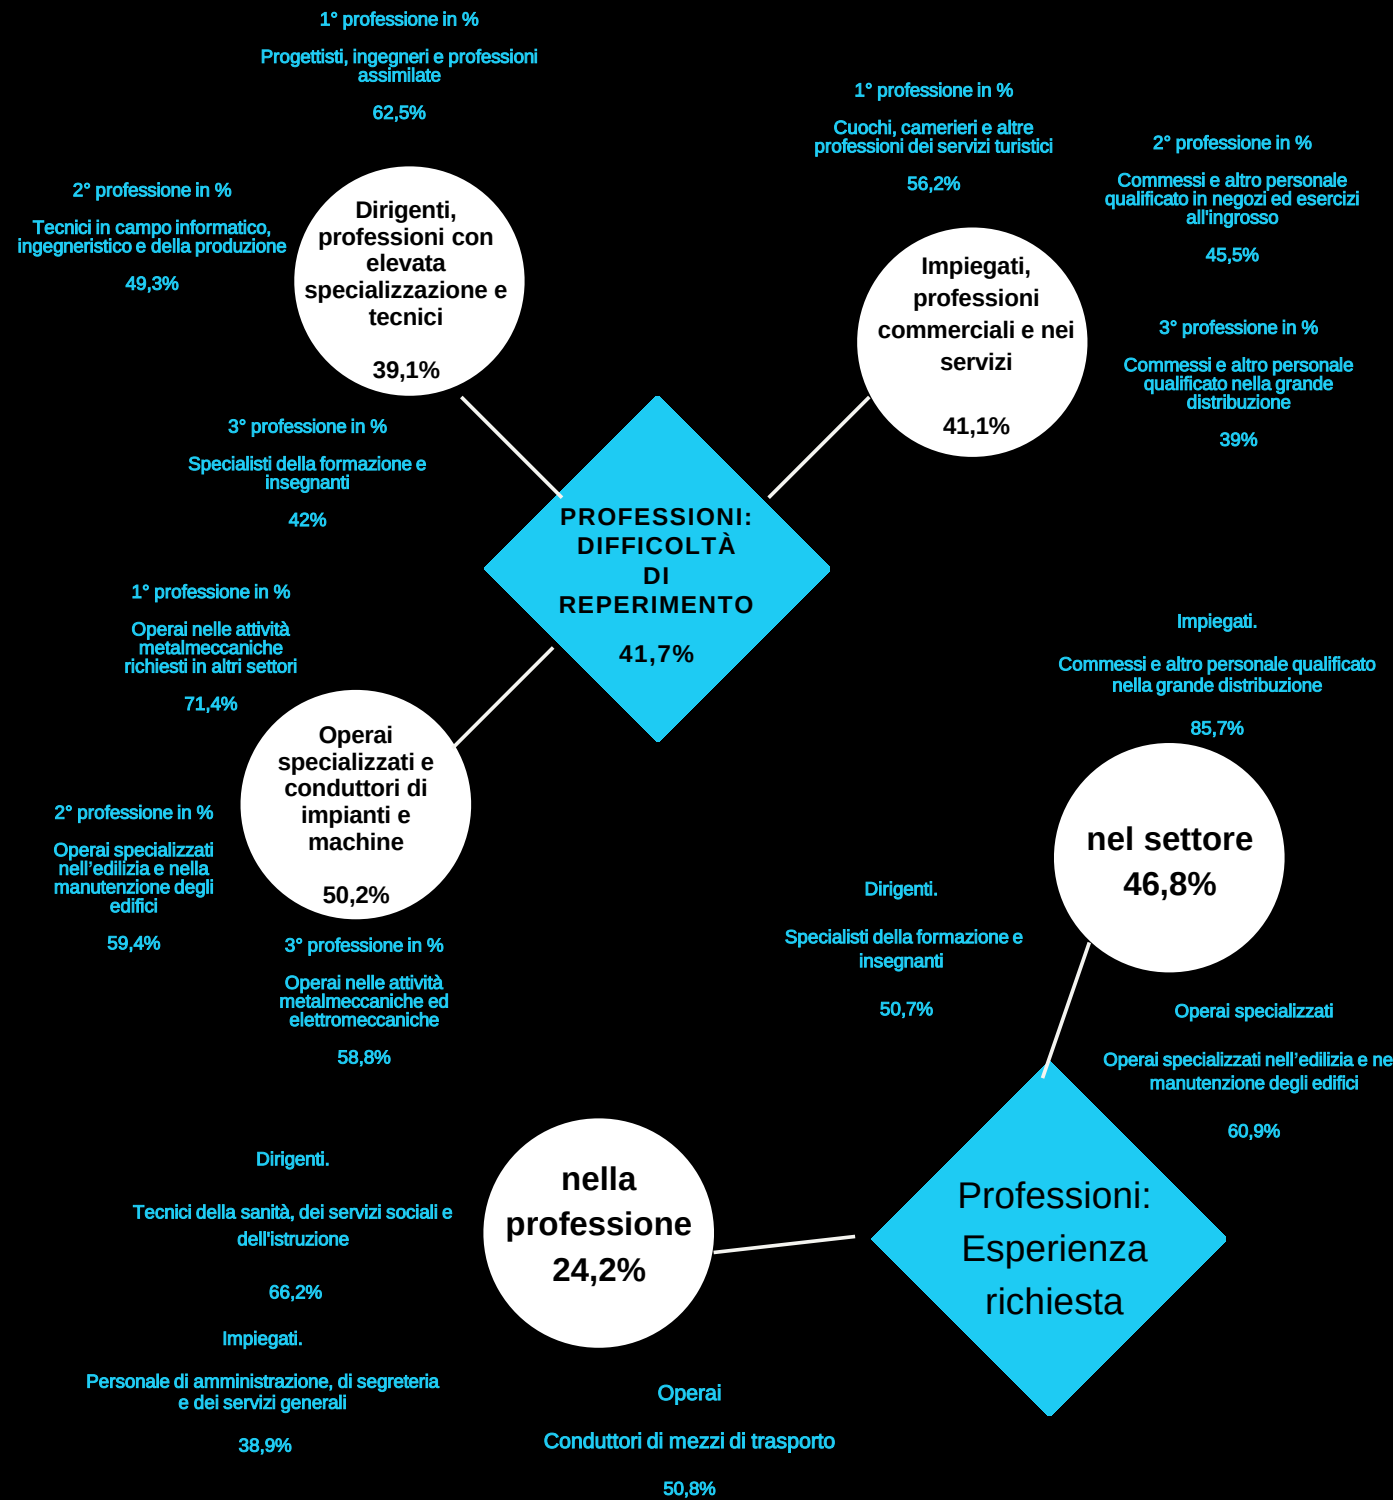 1° professione in %
Progettisti, ingegneri e professioni
assimilate
62,5%
2° professione in %
Tecnici in campo informatico,
ingegneristico e della produzione
49,3%
Dirigenti,
professioni con
elevata
specializzazione e
tecnici
39,1%
3° professione in %
Specialisti della formazione e
insegnanti
42%
1° professione in %
Cuochi, camerieri e altre
professioni dei servizi turistici
56,2%
2° professione in %
Commessi e altro personale
qualificato in negozi ed esercizi
all'ingrosso
45,5%
Impiegati,
professioni
commerciali e nei
servizi
41,1%
3° professione in %
Commessi e altro personale
qualificato nella grande
distribuzione
39%
PROFESSIONI:
DIFFICOLTÀ
DI
REPERIMENTO
41,7%
1° professione in %
Operai nelle attività
metalmeccaniche
richiesti in altri settori
71,4%
Operai
specializzati e
conduttori di
impianti e
machine
50,2%
2° professione in %
Operai specializzati
nell’edilizia e nella
manutenzione degli
edifici
59,4%
3° professione in %
Operai nelle attività
metalmeccaniche ed
elettromeccaniche
58,8%
Impiegati.
Commessi e altro personale qualificato
nella grande distribuzione
85,7%
nel settore
46,8%
Dirigenti.
Specialisti della formazione e
insegnanti
50,7%
Operai specializzati
Operai specializzati nell’edilizia e ne
manutenzione degli edifici
60,9%
Professioni:
Esperienza
richiesta
nella
professione
24,2%
Dirigenti.
Tecnici della sanità, dei servizi sociali e
dell'istruzione
66,2%
Impiegati.
Personale di amministrazione, di segreteria
e dei servizi generali
38,9%
Operai
Conduttori di mezzi di trasporto
50,8%